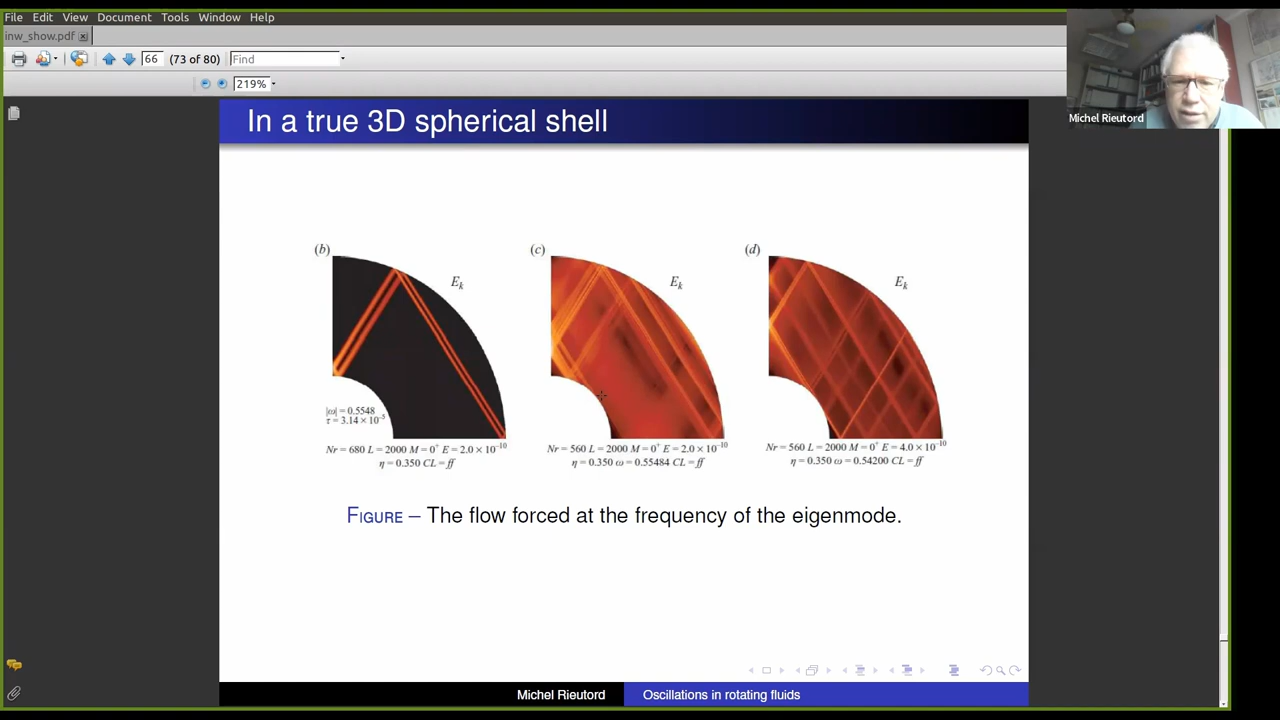 File Edit View Document Tools Window Help
inw_show.pdf
66 (73 of 80) Find
219%
Michel Rieutord
In a true 3D spherical shell
(b) (c) (d)
Ek Ek Ek
|ω| = 0.5548
τ = 3.14 × 10⁻⁵
Nr = 680 L = 2000 M = 0⁺ E = 2.0 × 10⁻¹⁰
η = 0.350 CL = ff
Nr = 560 L = 2000 M = 0⁺ E = 2.0 × 10⁻¹⁰
η = 0.350 ω = 0.55484 CL = ff
Nr = 560 L = 2000 M = 0⁺ E = 4.0 × 10⁻¹⁰
η = 0.350 ω = 0.54200 CL = ff
FIGURE – The flow forced at the frequency of the eigenmode.
Michel Rieutord Oscillations in rotating fluids